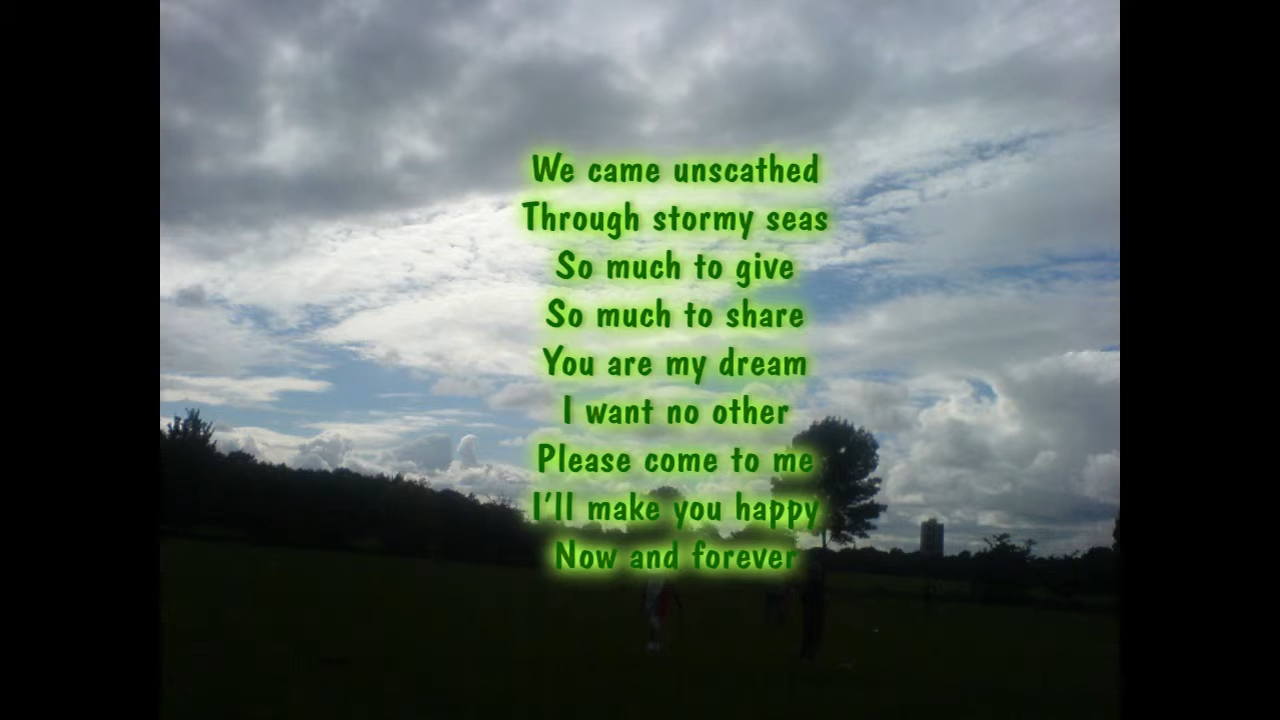 We came unscathed
Through stormy seas
So much to give
So much to share
You are my dream
I want no other
Please come to me
I'll make you happy
Now and forever